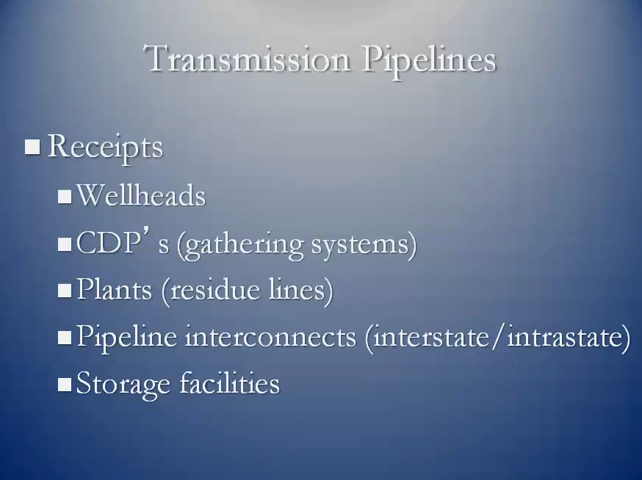 Transmission Pipelines
■ Receipts
■ Wellheads
■ CDP’s (gathering systems)
■ Plants (residue lines)
■ Pipeline interconnects (interstate/intrastate)
■ Storage facilities